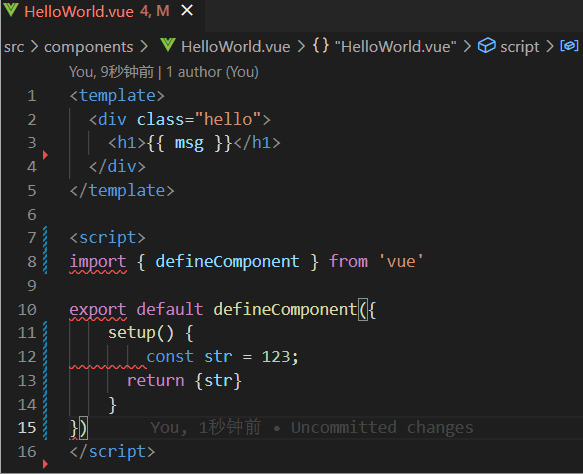 HelloWorld.vue 4, M
src > components > HelloWorld.vue > {} "HelloWorld.vue" > script >
You, 9秒钟前 | 1 author (You)
1 <template>
2 <div class="hello">
3 <h1>{{ msg }}</h1>
4 </div>
5 </template>
6
7 <script>
8 import { defineComponent } from 'vue'
9
10 export default defineComponent({
11 setup() {
12 const str = 123;
13 return {str}
14 }
15 }) You, 1秒钟前 • Uncommitted changes
16 </script>